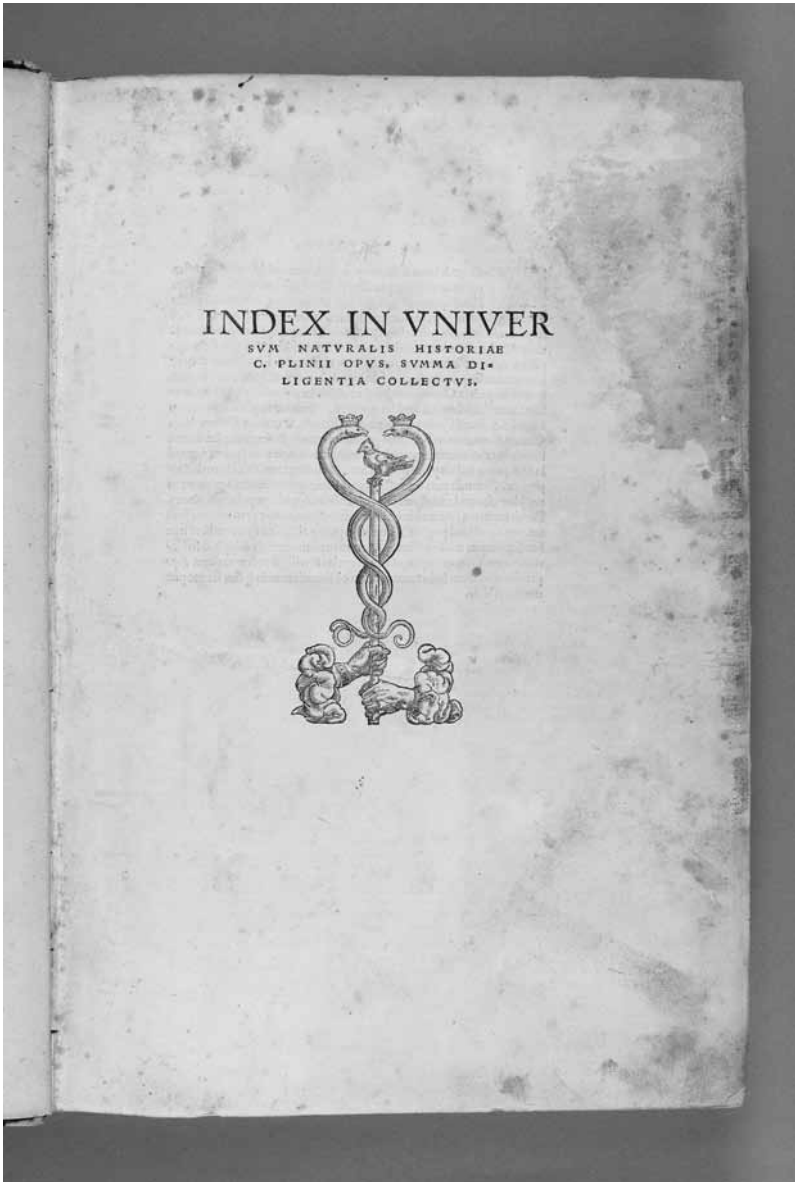 INDEX IN VNIVER
SVM NATVRALIS HISTORIAE
C. PLINII OPVS, SVMMA DI=
LIGENTIA COLLECTVS.